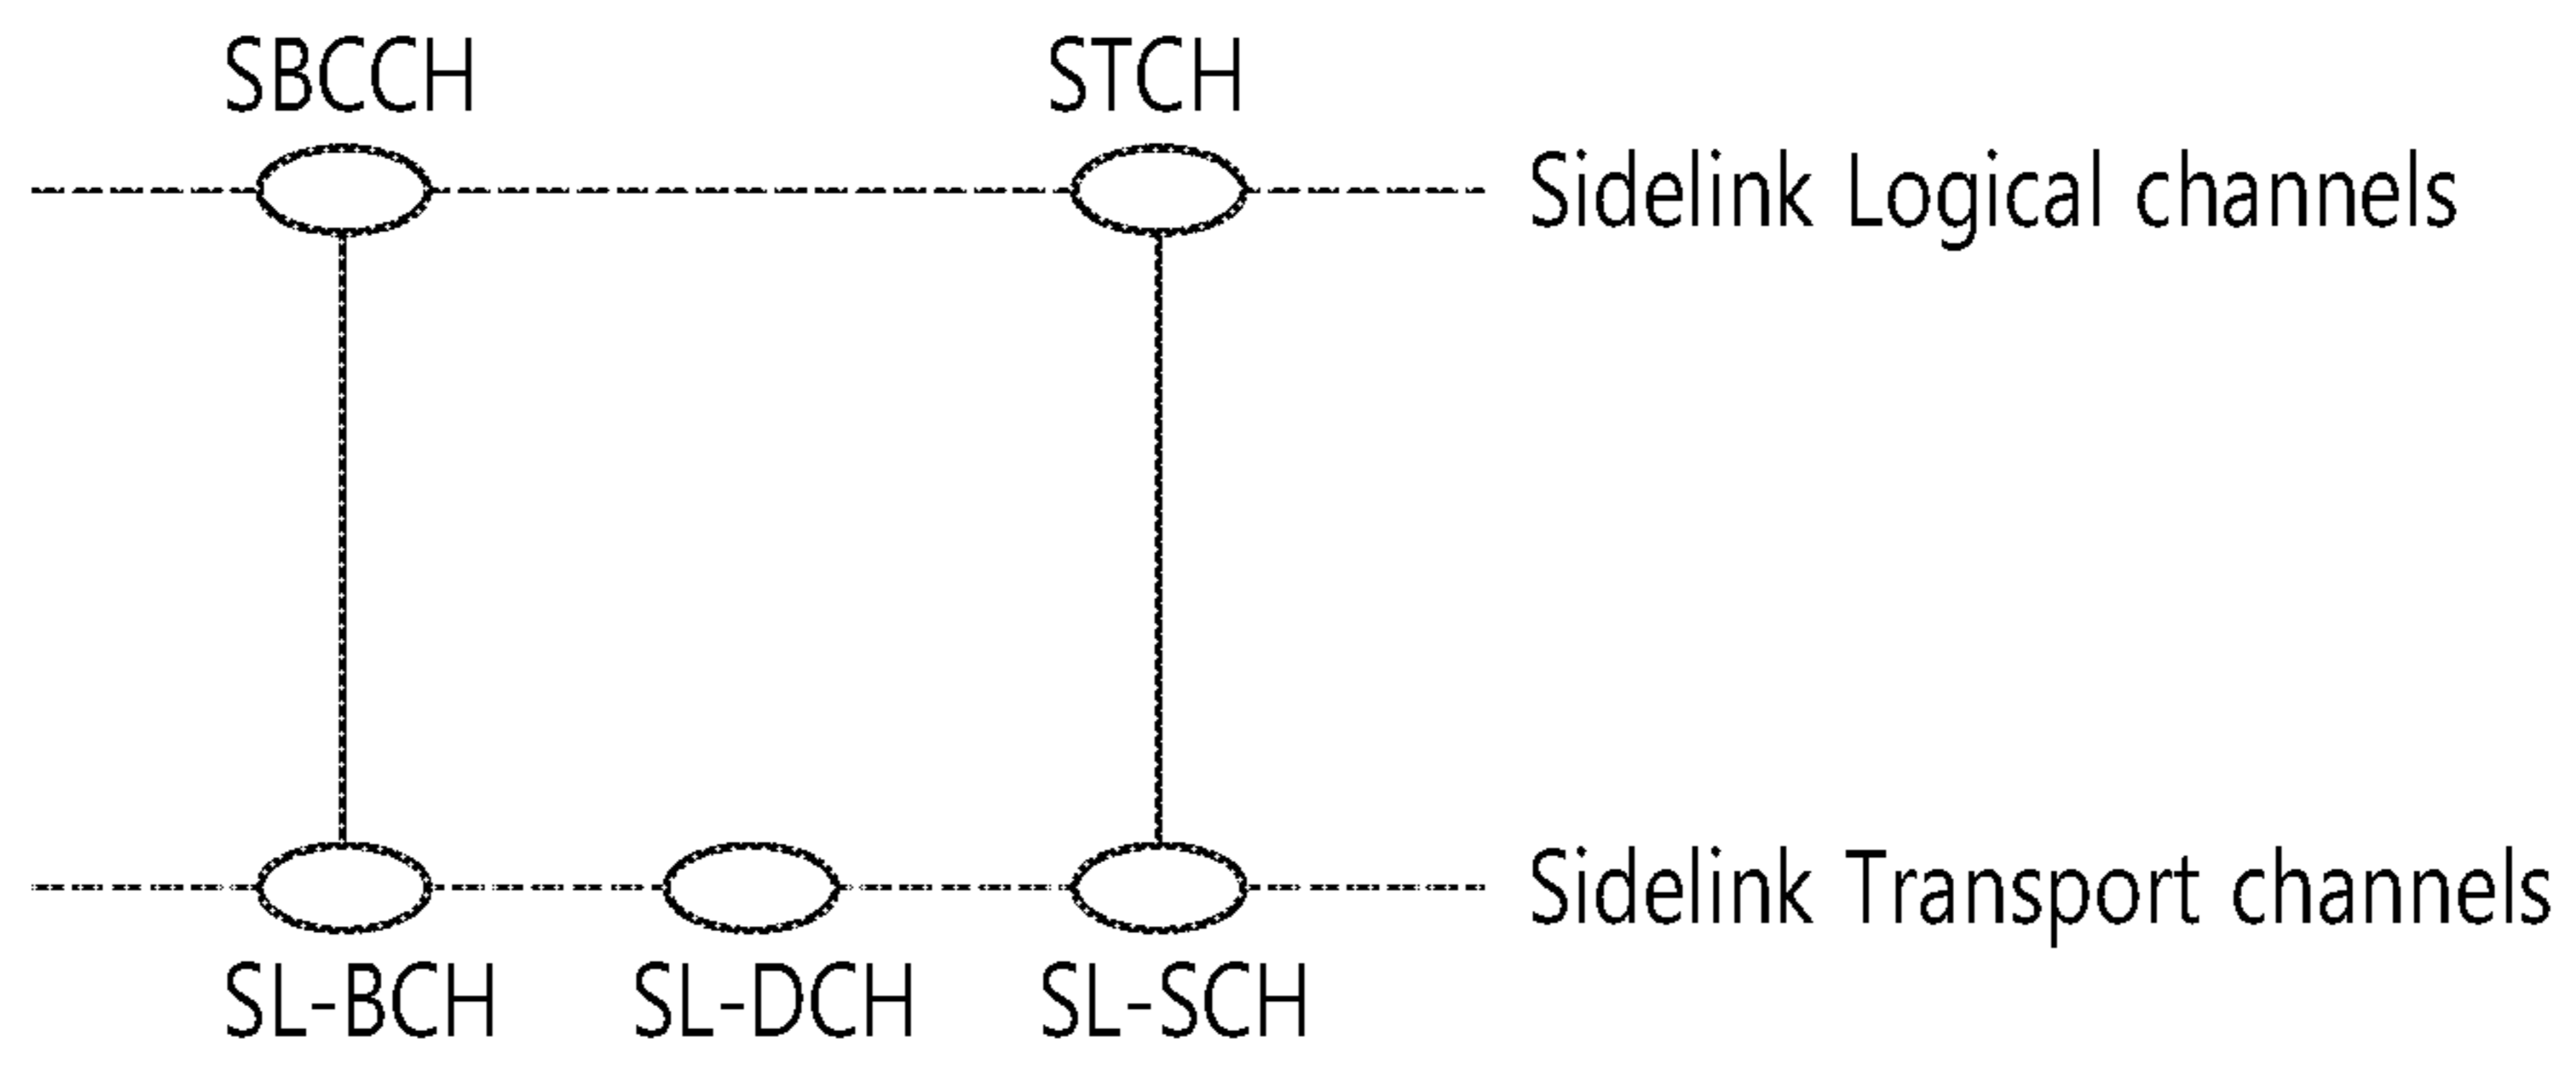 SBCCH
STCH
Sidelink Logical channels
Sidelink Transport channels
SL-BCH
SL-DCH
SL-SCH